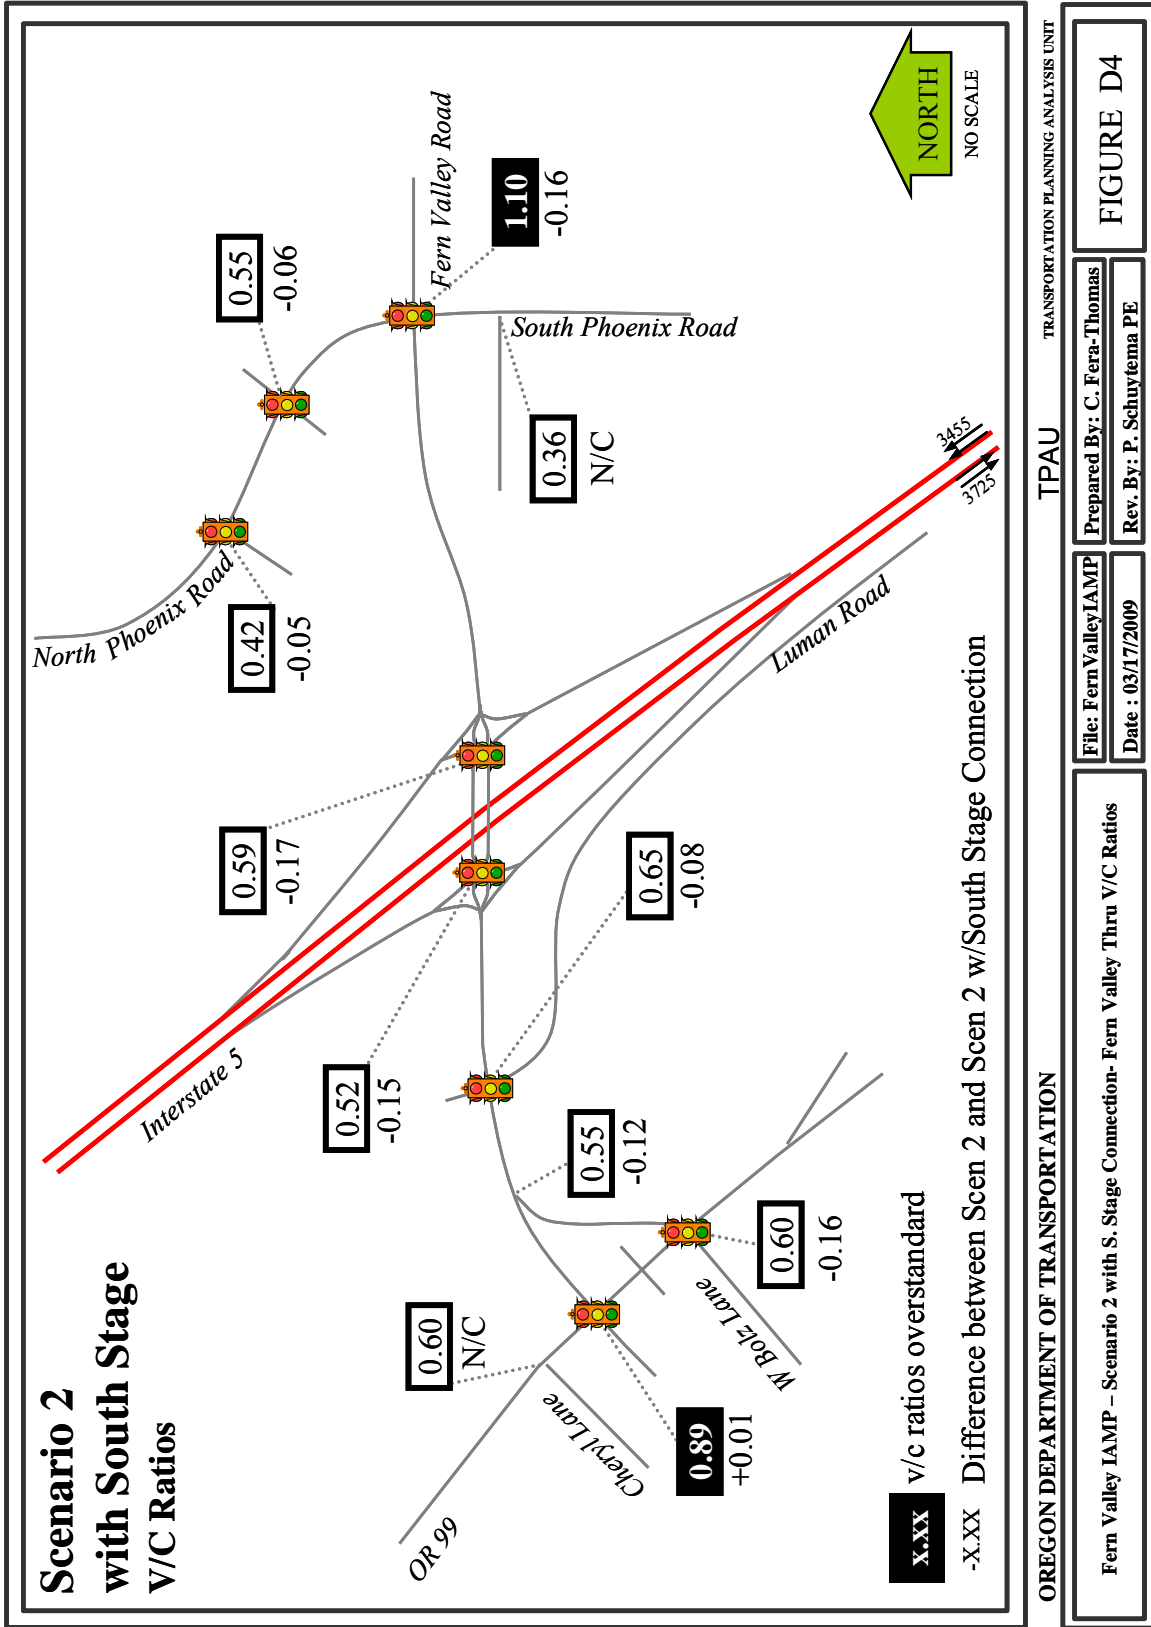 Scenario 2
with South Stage
V/C Ratios
North Phoenix Road
0.55
-0.06
Fern Valley Road
1.10
-0.16
0.42
-0.05
South Phoenix Road
0.36
N/C
0.59
-0.17
Interstate 5
0.52
-0.15
0.65
-0.08
Luman Road
3455
3725
0.55
-0.12
0.60
N/C
0.60
-0.16
W Bolz Lane
Cheryl Lane
OR 99
0.89
+0.01
NORTH
NO SCALE
x.xx v/c ratios overstandard
-X.XX Difference between Scen 2 and Scen 2 w/South Stage Connection
OREGON DEPARTMENT OF TRANSPORTATION
TPAU
TRANSPORTATION PLANNING ANALYSIS UNIT
Fern Valley IAMP – Scenario 2 with S. Stage Connection- Fern Valley Thru V/C Ratios
File: FernValleyIAMP
Date : 03/17/2009
Prepared By: C. Fera-Thomas
Rev. By: P. Schuytema PE
FIGURE D4